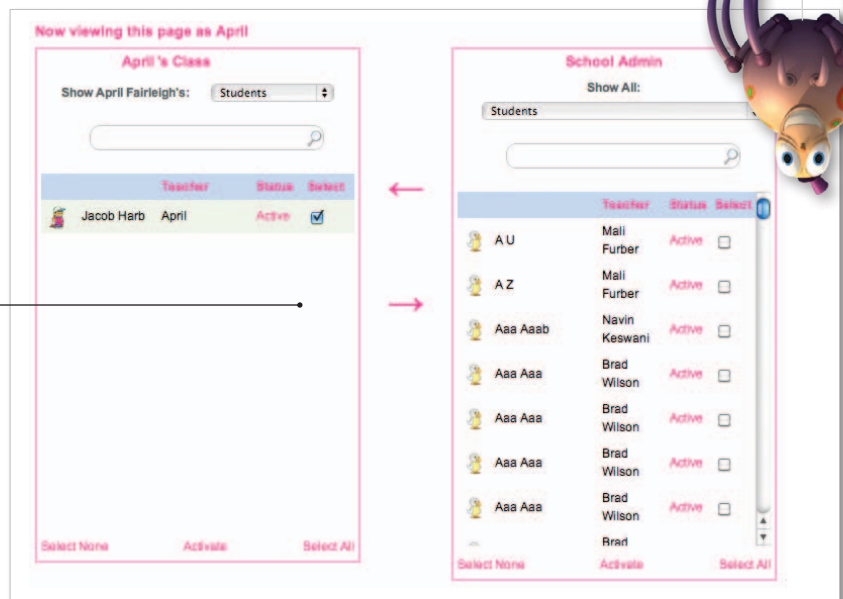 Now viewing this page as April
April 's Class
Show April Fairleigh's: Students
Teacher Status Select
Jacob Harb April Active
Select None Activate Select All
School Admin
Show All:
Students
Teacher Status Select
A U Mali Furber Active
A Z Mali Furber Active
Aaa Aaab Navin Keswani Active
Aaa Aaa Brad Wilson Active
Aaa Aaa Brad Wilson Active
Aaa Aaa Brad Wilson Active
Aaa Aaa Brad Wilson Active
Brad
Select None Activate Select All